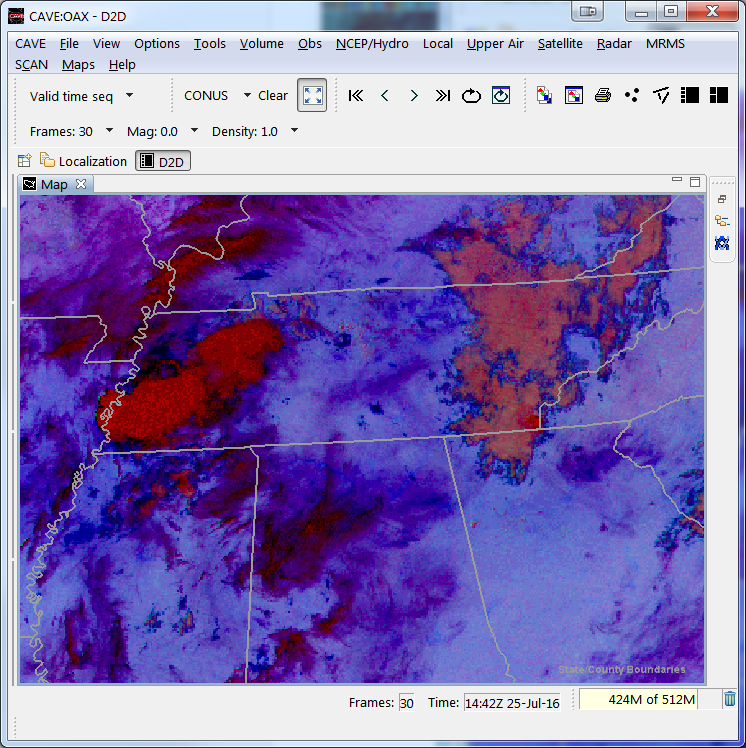 CAVE:OAX - D2D
CAVE File View Options Tools Volume Obs NCEP/Hydro Local Upper Air Satellite Radar MRMS
SCAN Maps Help
Valid time seq CONUS Clear
Frames: 30 Mag: 0.0 Density: 1.0
Localization D2D
Map
State/County Boundaries
Frames: 30 Time: 14:42Z 25-Jul-16 424M of 512M